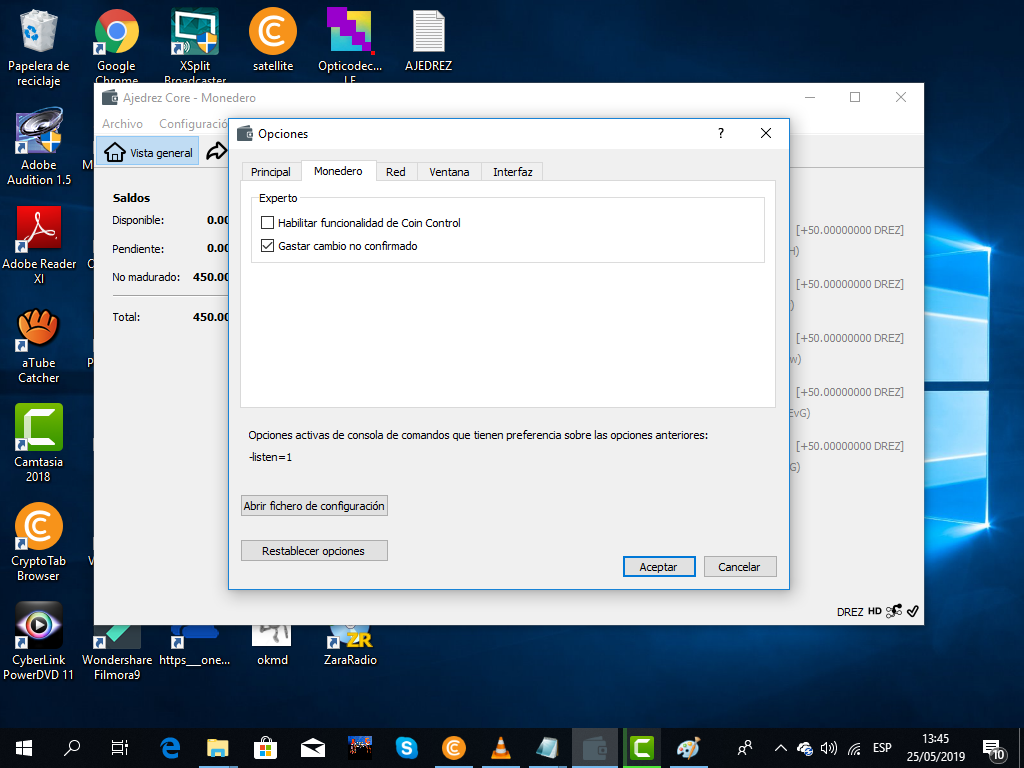 Papelera de
reciclaje
Google
Chrome
XSplit
Broadcaster
satellite
Opticodec...
LE
AJEDREZ
Adobe
Audition 1.5
Adobe Reader
XI
aTube
Catcher
Camtasia
2018
CryptoTab
Browser
CyberLink
PowerDVD 11
Wondershare
Filmora9
https___one...
okmd
ZaraRadio
ZR
Ajedrez Core - Monedero
Archivo
Configuració
Vista general
Saldos
Disponible: 0.00
Pendiente: 0.00
No madurado: 450.00
Total: 450.00
[+50.00000000 DREZ]
H)
[+50.00000000 DREZ]
)
[+50.00000000 DREZ]
w)
[+50.00000000 DREZ]
EvG)
[+50.00000000 DREZ]
G)
DREZ HD
Opciones
?
Principal
Monedero
Red
Ventana
Interfaz
Experto
Habilitar funcionalidad de Coin Control
Gastar cambio no confirmado
Opciones activas de consola de comandos que tienen preferencia sobre las opciones anteriores:
-listen=1
Abrir fichero de configuración
Restablecer opciones
Aceptar
Cancelar
ESP
13:45
25/05/2019
10